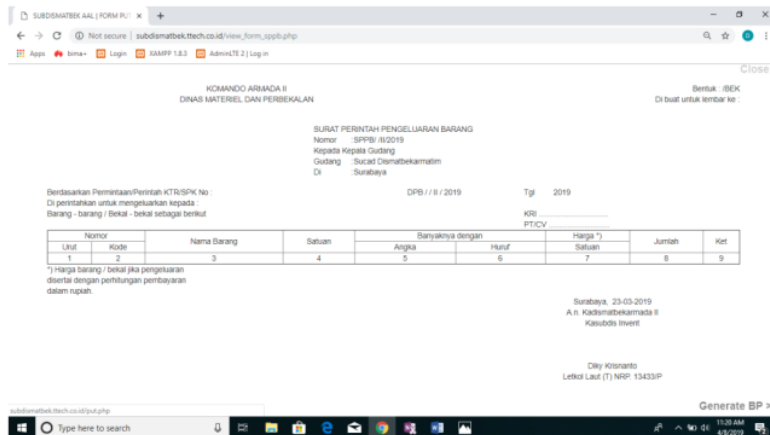 SUBDISMATBEK AAL | FORM PUT
Not secure | subdismatbek.ttech.co.id/view_form_sppb.php
Apps bima+ Login XAMPP 1.8.3 AdminLTE 2 | Log in
Close
KOMANDO ARMADA II
DINAS MATERIEL DAN PERBEKALAN
Bentuk : /BEK
Di buat untuk lembar ke :
SURAT PERINTAH PENGELUARAN BARANG
Nomor :SPPB/ /II/2019
Kepada Kepala Gudang
Gudang :Sucad Dismatbekarmatim
Di :Surabaya
Berdasarkan Permintaan/Perintah KTR/SPK No : DPB / / II / 2019 Tgl 2019
Di perintahkan untuk mengeluarkan kepada :
Barang - barang / Bekal - bekal sebagai berikut KRI ............................
PT/CV ........................
Nomor Nama Barang Satuan Banyaknya dengan Harga *) Jumlah Ket
Urut Kode Angka Huruf Satuan
1 2 3 4 5 6 7 8 9
*) Harga barang / bekal jika pengeluaran
disertai dengan perhitungan pembayaran
dalam rupiah.
Surabaya, 23-03-2019
A.n. Kadismatbekarmada II
Kasubdis Invent
Diky Krisnanto
Letkol Laut (T) NRP. 13433/P
Generate BP >
subdismatbek.ttech.co.id/put.php
Type here to search
11:20 AM
4/8/2019